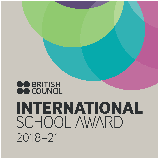 BRITISH
COUNCIL
INTERNATIONAL
SCHOOL AWARD
2018–21